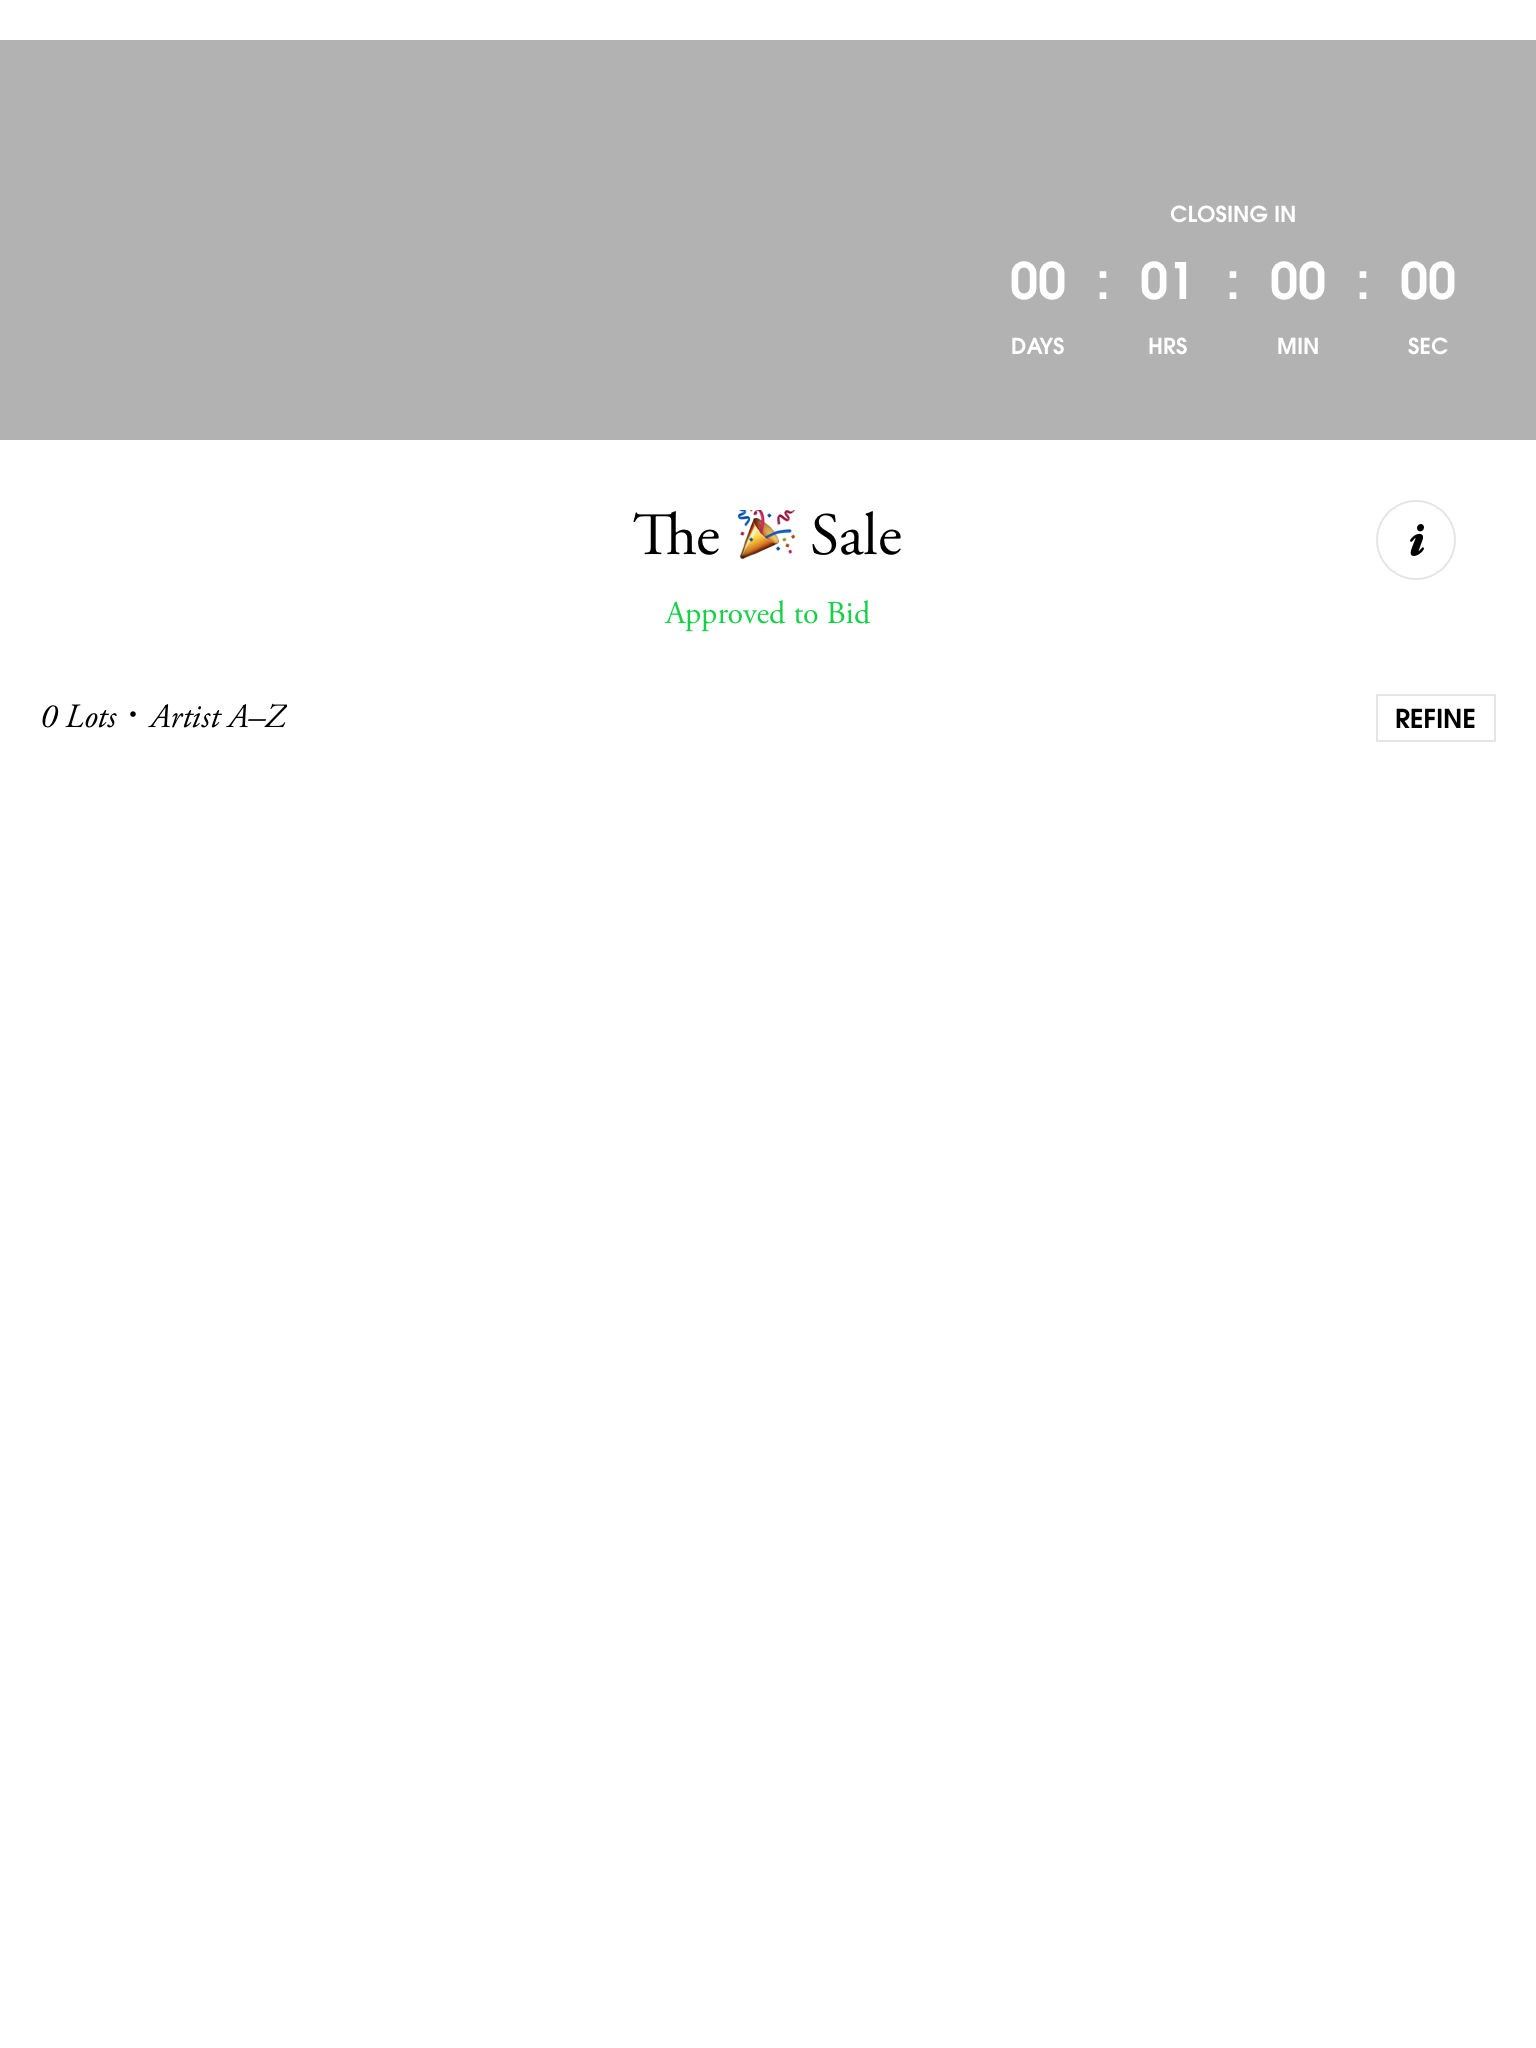 CLOSING IN
00 : 01 : 00 : 00
DAYS HRS MIN SEC
The 🎉 Sale
i
Approved to Bid
0 Lots • Artist A–Z
REFINE